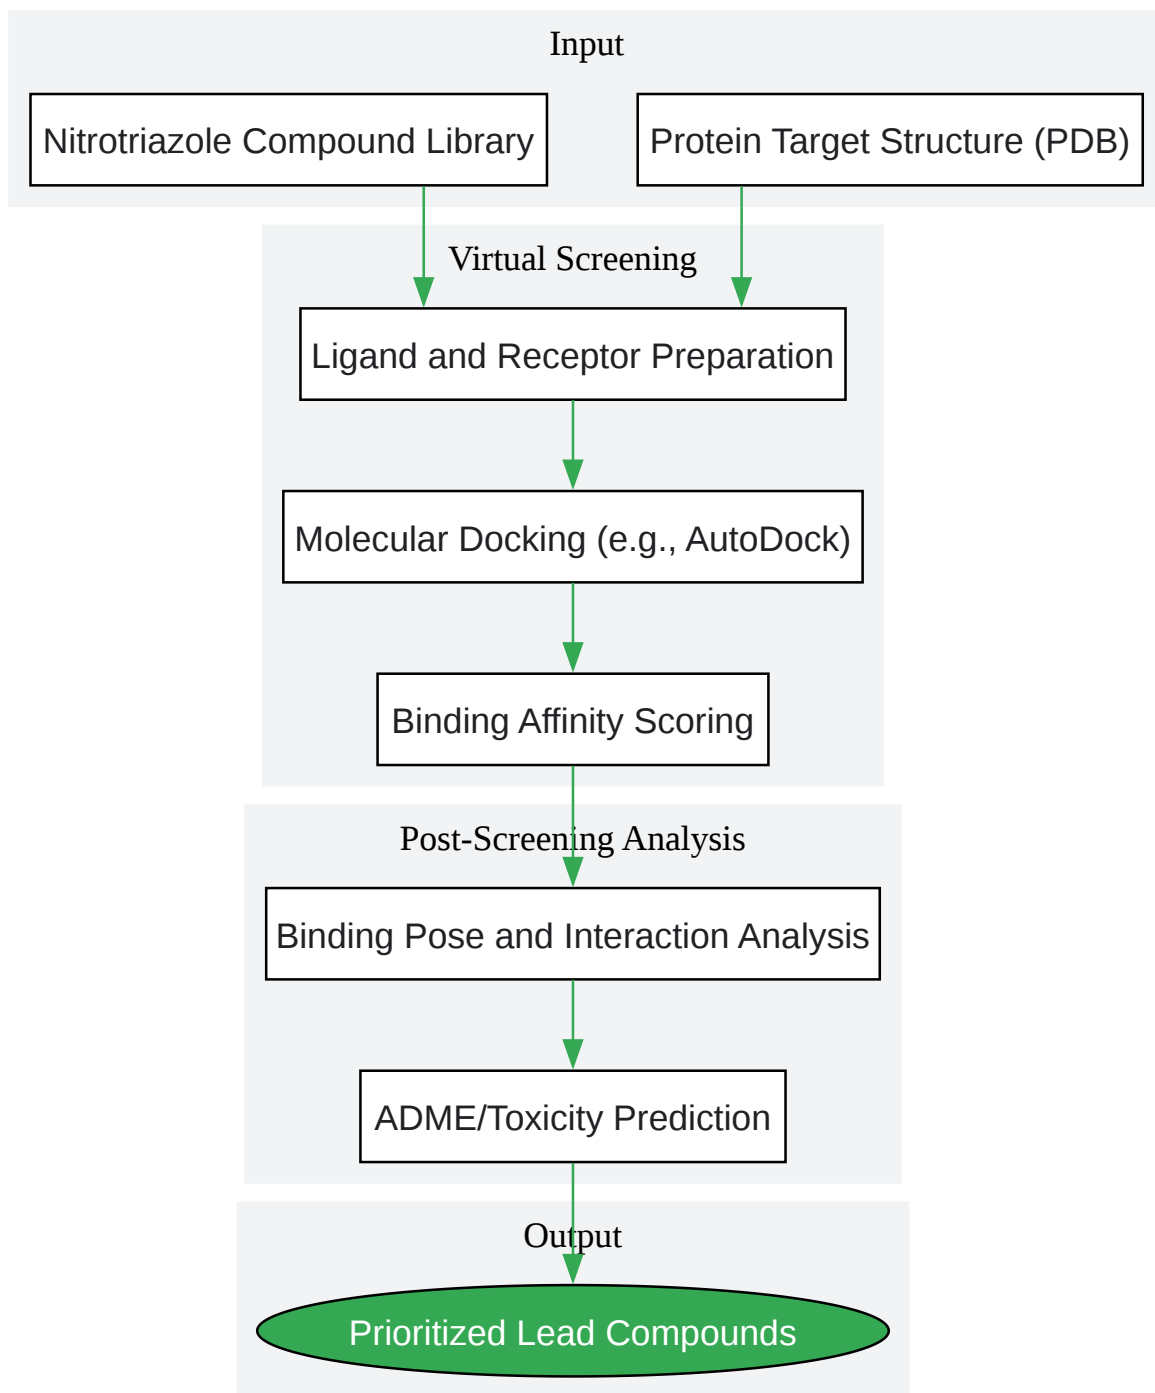 Input
Nitrotriazole Compound Library
Protein Target Structure (PDB)
Virtual Screening
Ligand and Receptor Preparation
Molecular Docking (e.g., AutoDock)
Binding Affinity Scoring
Post-Screening Analysis
Binding Pose and Interaction Analysis
ADME/Toxicity Prediction
Output
Prioritized Lead Compounds